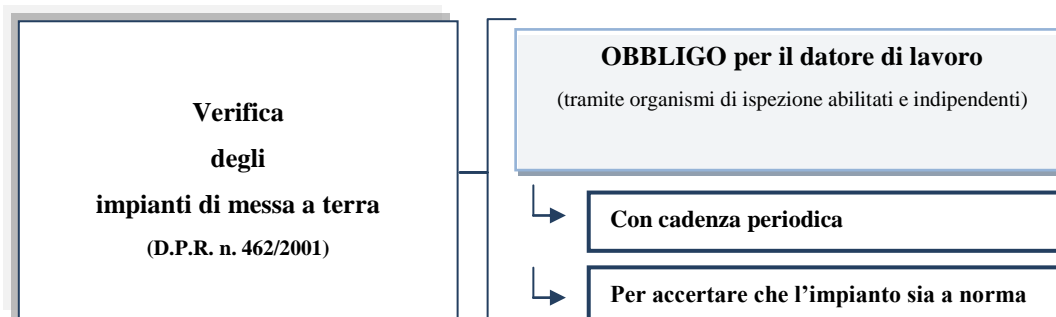 Verifica
degli
impianti di messa a terra
(D.P.R. n. 462/2001)
OBBLIGO per il datore di lavoro
(tramite organismi di ispezione abilitati e indipendenti)
Con cadenza periodica
Per accertare che l’impianto sia a norma